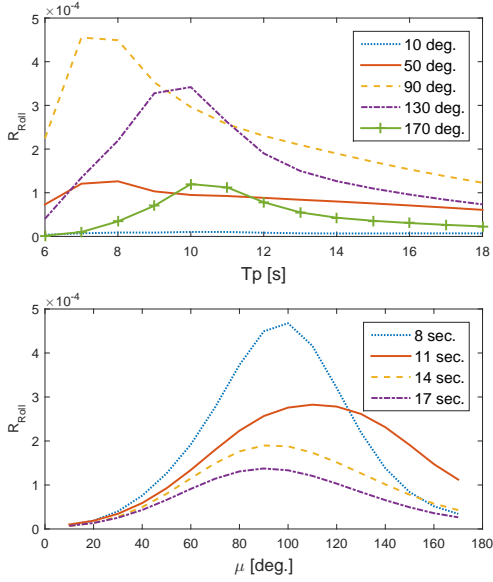 ×10⁻⁴
5
4
3
2
1
0
R_Roll
10 deg.
50 deg.
90 deg.
130 deg.
170 deg.
6 8 10 12 14 16 18
Tp [s]
×10⁻⁴
5
4
3
2
1
0
R_Roll
8 sec.
11 sec.
14 sec.
17 sec.
0 20 40 60 80 100 120 140 160 180
μ [deg.]